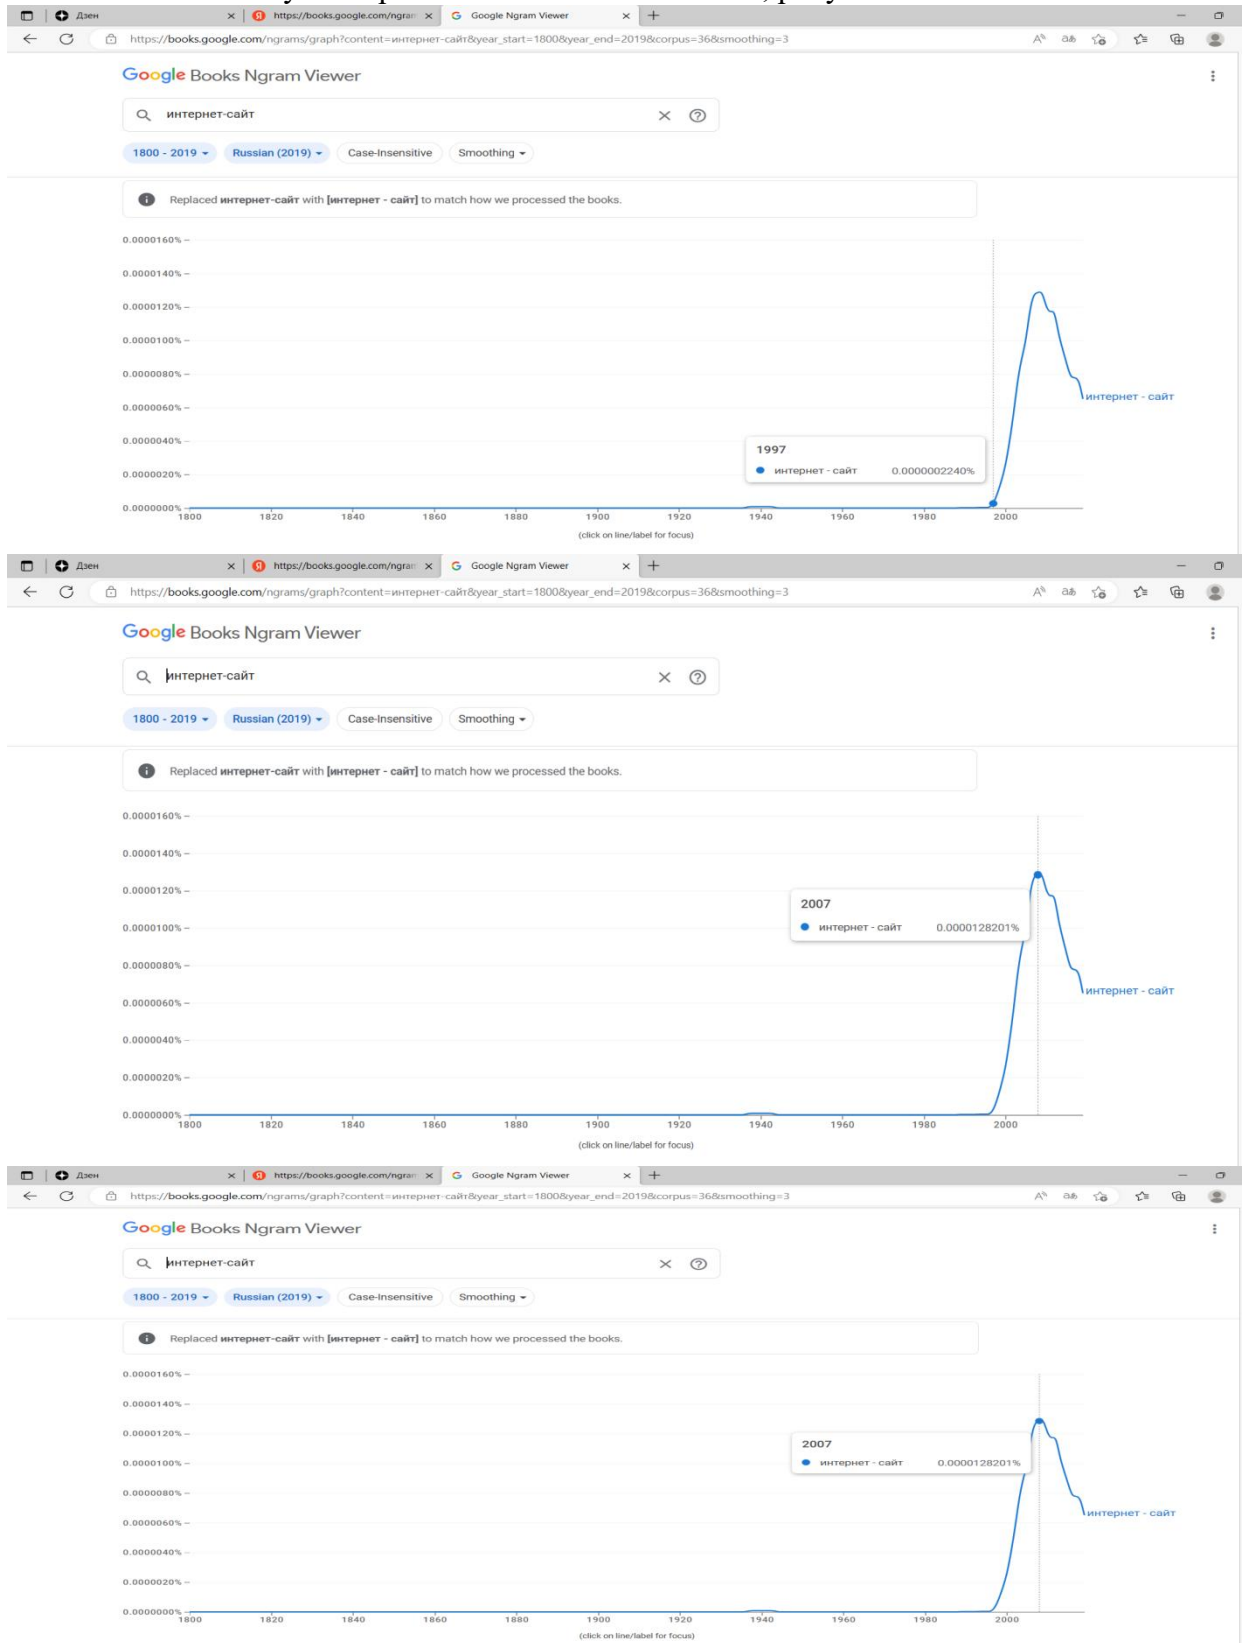 Дзен https://books.google.com/ngram Google Ngram Viewer
https://books.google.com/ngrams/graph?content=интернет-сайт&year_start=1800&year_end=2019&corpus=36&smoothing=3
Google Books Ngram Viewer
интернет-сайт
1800 - 2019 Russian (2019) Case-Insensitive Smoothing
Replaced интернет-сайт with [интернет - сайт] to match how we processed the books.
0.0000160%
0.0000140%
0.0000120%
0.0000100%
0.0000080%
0.0000060%
интернет - сайт
0.0000040%
1997
интернет - сайт 0.0000002240%
0.0000020%
0.0000000%
1800 1820 1840 1860 1880 1900 1920 1940 1960 1980 2000
(click on line/label for focus)
Дзен https://books.google.com/ngram Google Ngram Viewer
https://books.google.com/ngrams/graph?content=интернет-сайт&year_start=1800&year_end=2019&corpus=36&smoothing=3
Google Books Ngram Viewer
интернет-сайт
1800 - 2019 Russian (2019) Case-Insensitive Smoothing
Replaced интернет-сайт with [интернет - сайт] to match how we processed the books.
0.0000160%
0.0000140%
0.0000120%
2007
0.0000100%
интернет - сайт 0.0000128201%
0.0000080%
0.0000060%
интернет - сайт
0.0000040%
0.0000020%
0.0000000%
1800 1820 1840 1860 1880 1900 1920 1940 1960 1980 2000
(click on line/label for focus)
Дзен https://books.google.com/ngram Google Ngram Viewer
https://books.google.com/ngrams/graph?content=интернет-сайт&year_start=1800&year_end=2019&corpus=36&smoothing=3
Google Books Ngram Viewer
интернет-сайт
1800 - 2019 Russian (2019) Case-Insensitive Smoothing
Replaced интернет-сайт with [интернет - сайт] to match how we processed the books.
0.0000160%
0.0000140%
0.0000120%
2007
0.0000100%
интернет - сайт 0.0000128201%
0.0000080%
0.0000060%
интернет - сайт
0.0000040%
0.0000020%
0.0000000%
1800 1820 1840 1860 1880 1900 1920 1940 1960 1980 2000
(click on line/label for focus)